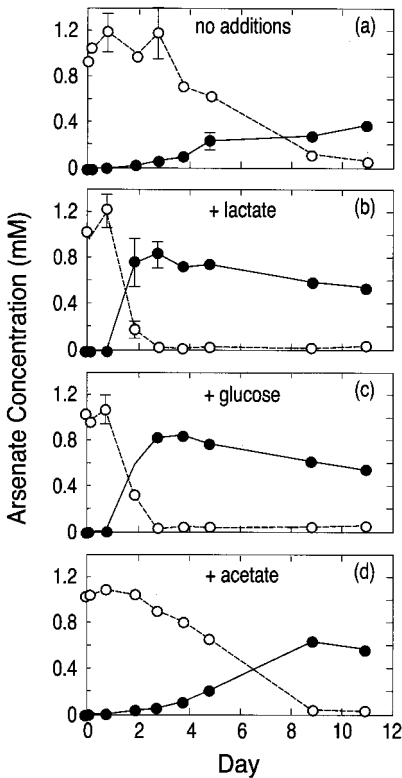 1.2
no additions
(a)
0.8
0.4
0
+ lactate
(b)
1.2
0.8
0.4
0
+ glucose
(c)
1.2
0.8
0.4
0
+ acetate
(d)
1.2
0.8
0.4
0
0 2 4 6 8 10 12
Day
Arsenate Concentration (mM)